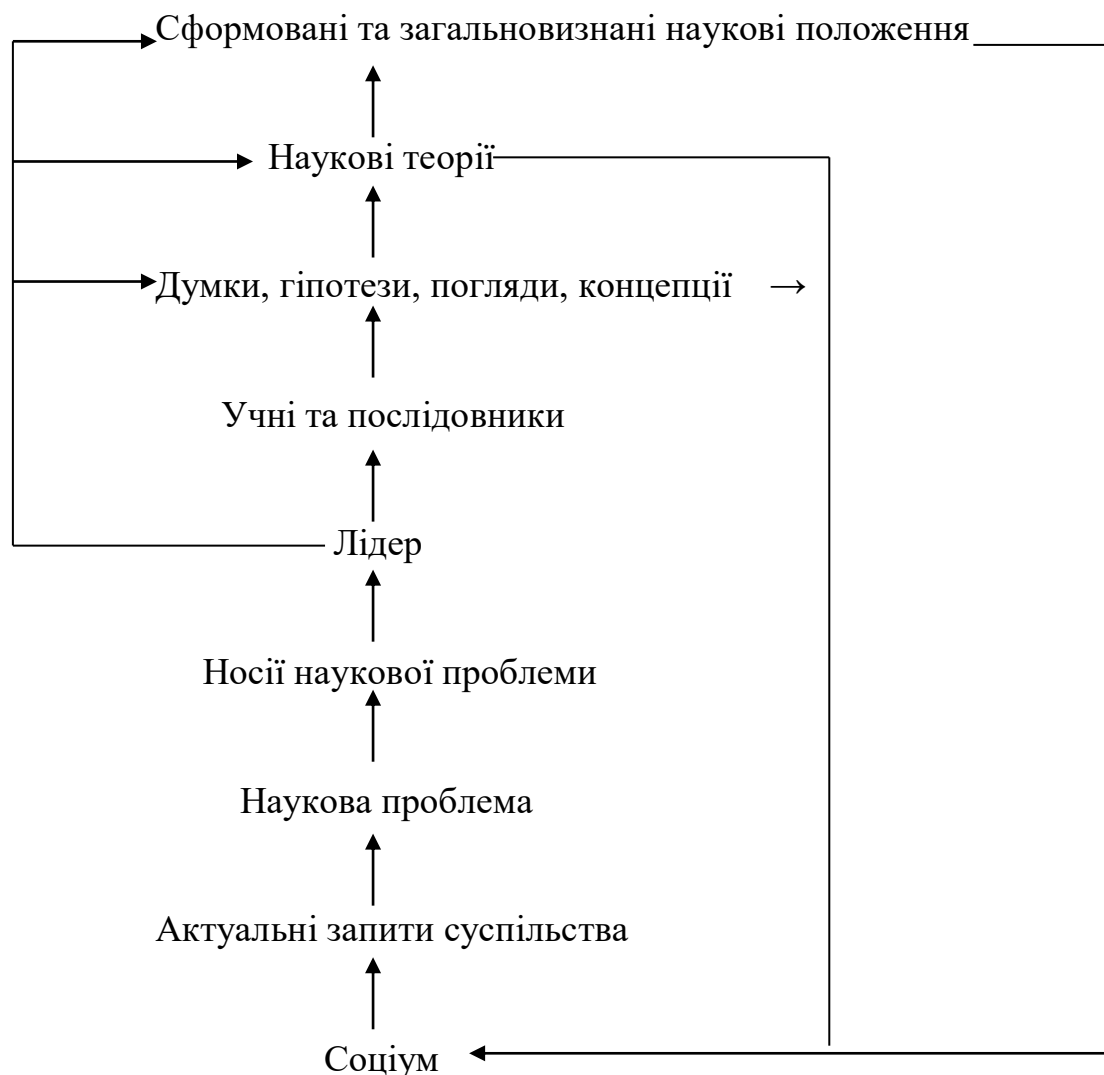 Сформовані та загальновизнані наукові положення
Наукові теорії
Думки, гіпотези, погляди, концепції →
Учні та послідовники
Лідер
Носії наукової проблеми
Наукова проблема
Актуальні запити суспільства
Соціум